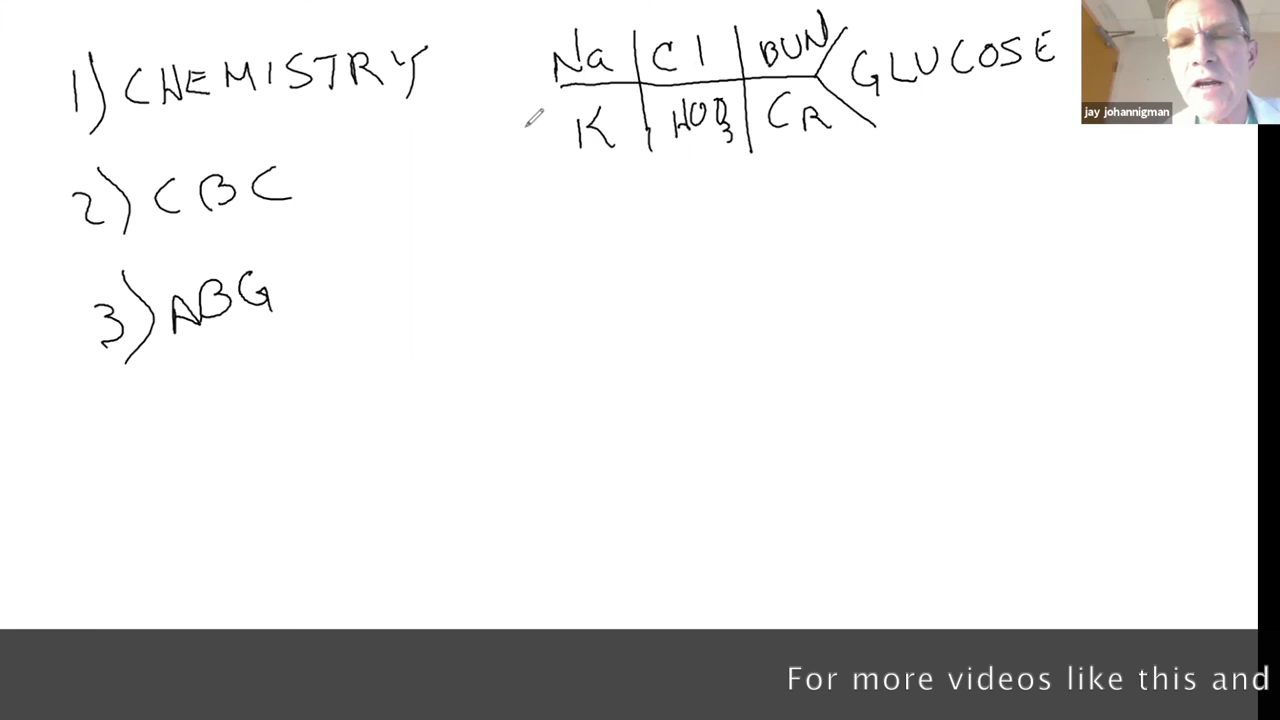 1) CHEMISTRY
Na | Cl | BUN
GLUCOSE
K | HCO3 | CR
jay johannigman
2) CBC
3) ABG
For more videos like this and